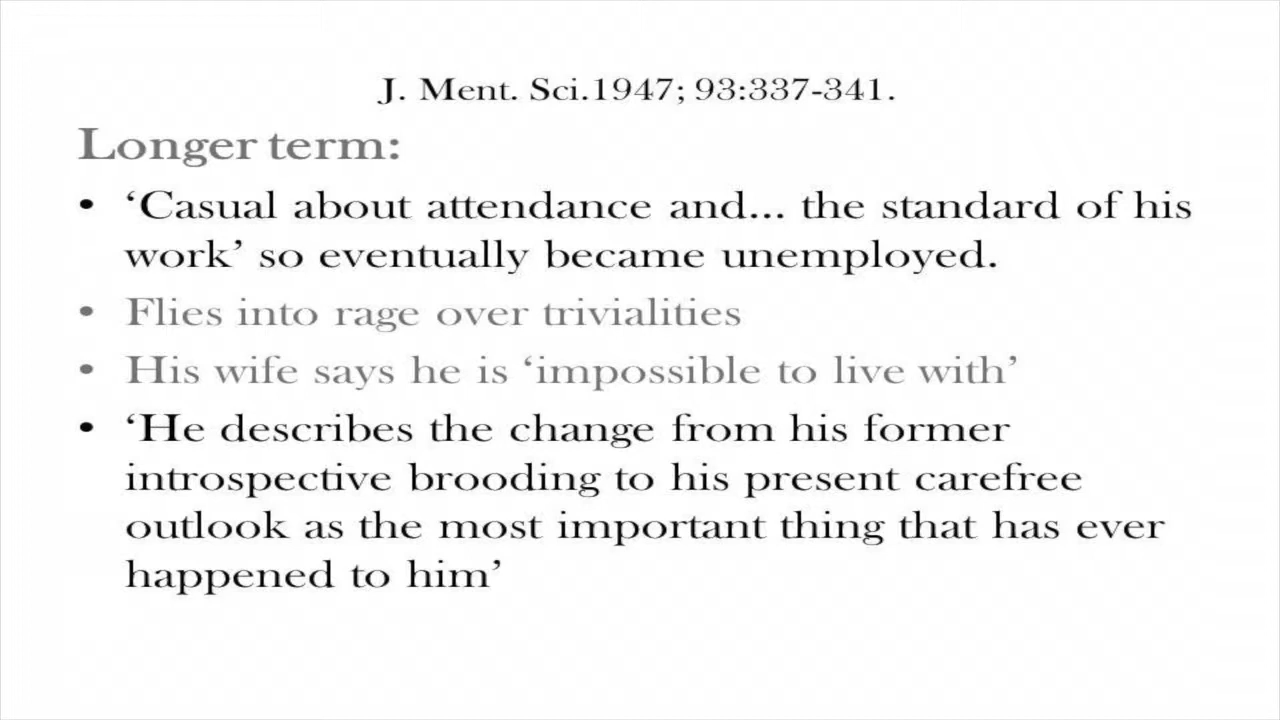 J. Ment. Sci.1947; 93:337-341.
Longer term:
• ‘Casual about attendance and... the standard of his
work’ so eventually became unemployed.
• Flies into rage over trivialities
• His wife says he is ‘impossible to live with’
• ‘He describes the change from his former
introspective brooding to his present carefree
outlook as the most important thing that has ever
happened to him’